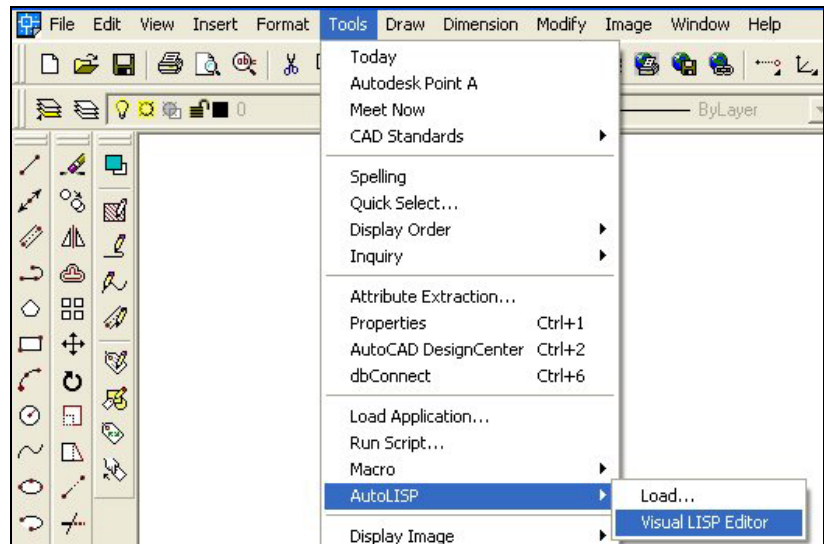 File Edit View Insert Format Tools Draw Dimension Modify Image Window Help
0
ByLayer
Today
Autodesk Point A
Meet Now
CAD Standards
Spelling
Quick Select...
Display Order
Inquiry
Attribute Extraction...
Properties Ctrl+1
AutoCAD DesignCenter Ctrl+2
dbConnect Ctrl+6
Load Application...
Run Script...
Macro
AutoLISP
Load...
Visual LISP Editor
Display Image